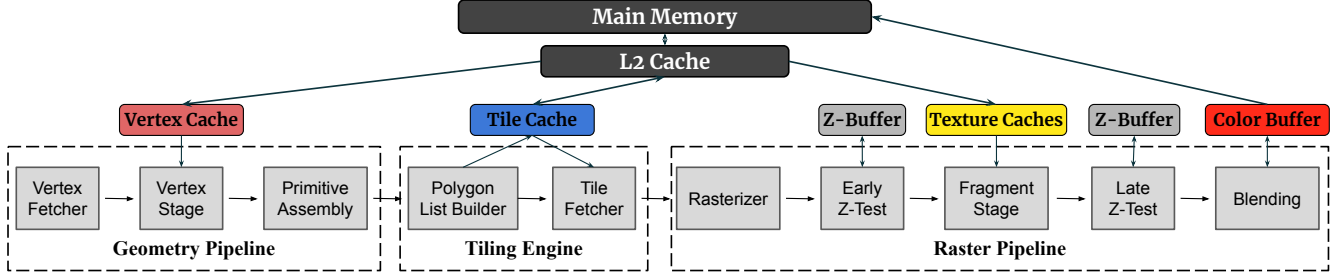 Main Memory
L2 Cache
Vertex Cache
Tile Cache
Z-Buffer
Texture Caches
Z-Buffer
Color Buffer
Vertex
Fetcher
Vertex
Stage
Primitive
Assembly
Geometry Pipeline
Polygon
List Builder
Tile
Fetcher
Tiling Engine
Rasterizer
Early
Z-Test
Fragment
Stage
Late
Z-Test
Blending
Raster Pipeline